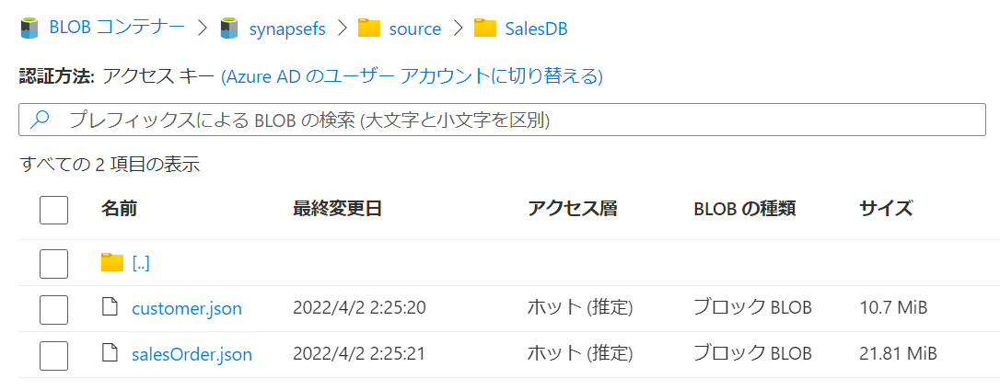 BLOB コンテナー > synapsefs > source > SalesDB
認証方法: アクセス キー (Azure AD のユーザー アカウントに切り替える)
プレフィックスによる BLOB の検索 (大文字と小文字を区別)
すべての 2 項目の表示
名前 最終変更日 アクセス層 BLOB の種類 サイズ
[..]
customer.json 2022/4/2 2:25:20 ホット (推定) ブロック BLOB 10.7 MiB
salesOrder.json 2022/4/2 2:25:21 ホット (推定) ブロック BLOB 21.81 MiB